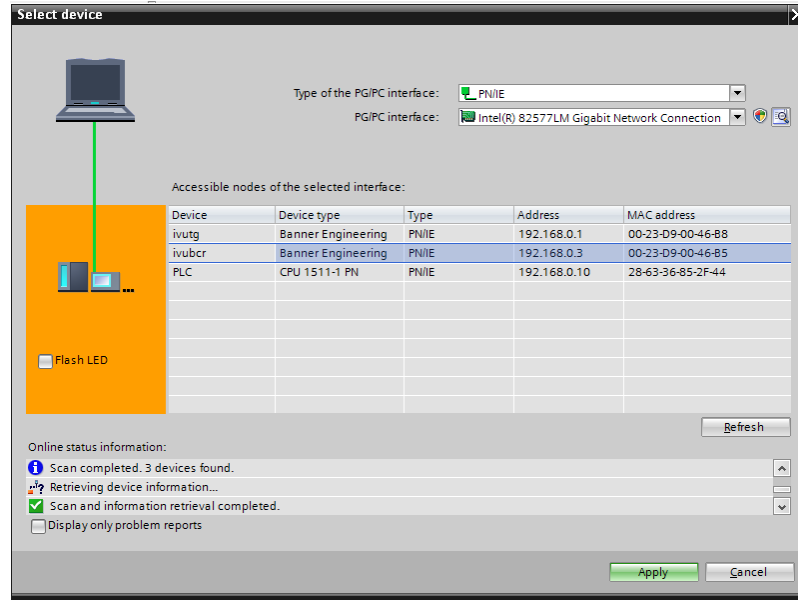 Select device
Type of the PG/PC interface: PN/IE
PG/PC interface: Intel(R) 82577LM Gigabit Network Connection
Accessible nodes of the selected interface:
Device Device type Type Address MAC address
ivutg Banner Engineering PN/IE 192.168.0.1 00-23-D9-00-46-B8
ivubcr Banner Engineering PN/IE 192.168.0.3 00-23-D9-00-46-B5
PLC CPU 1511-1 PN PN/IE 192.168.0.10 28-63-36-85-2F-44
...
Flash LED
Refresh
Online status information:
Scan completed. 3 devices found.
Retrieving device information...
Scan and information retrieval completed.
Display only problem reports
Apply Cancel